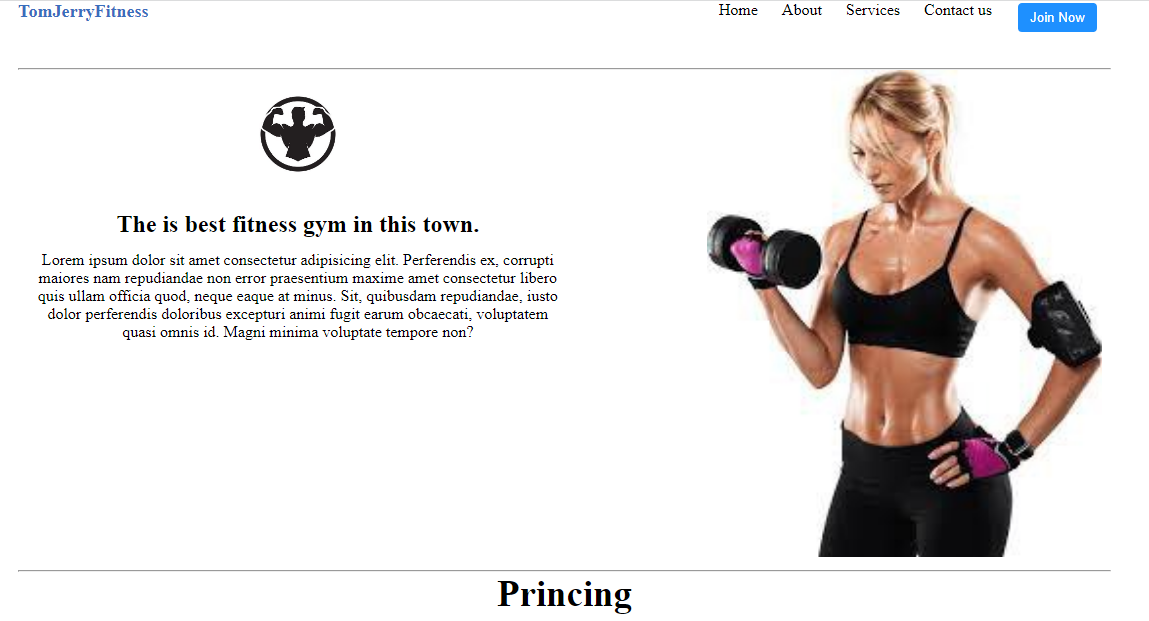 TomJerryFitness
Home About Services Contact us Join Now
The is best fitness gym in this town.
Lorem ipsum dolor sit amet consectetur adipisicing elit. Perferendis ex, corrupti
maiores nam repudiandae non error praesentium maxime amet consectetur libero
quis ullam officia quod, neque eaque at minus. Sit, quibusdam repudiandae, iusto
dolor perferendis doloribus excepturi animi fugit earum obcaecati, voluptatem
quasi omnis id. Magni minima voluptate tempore non?
Princing